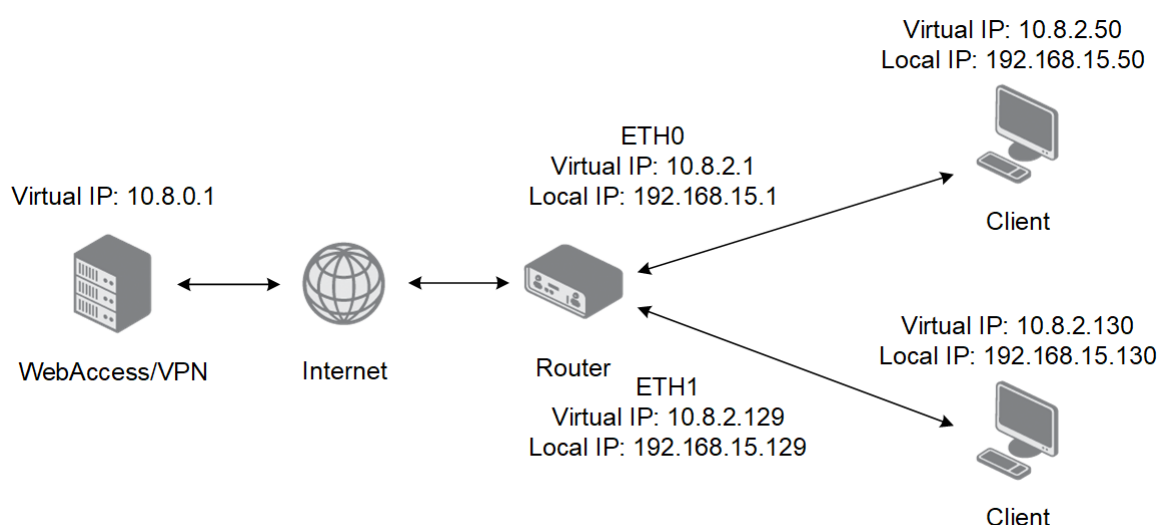 Virtual IP: 10.8.2.50
Local IP: 192.168.15.50
Client
ETH0
Virtual IP: 10.8.2.1
Local IP: 192.168.15.1
Virtual IP: 10.8.0.1
WebAccess/VPN
Internet
Router
ETH1
Virtual IP: 10.8.2.129
Local IP: 192.168.15.129
Virtual IP: 10.8.2.130
Local IP: 192.168.15.130
Client